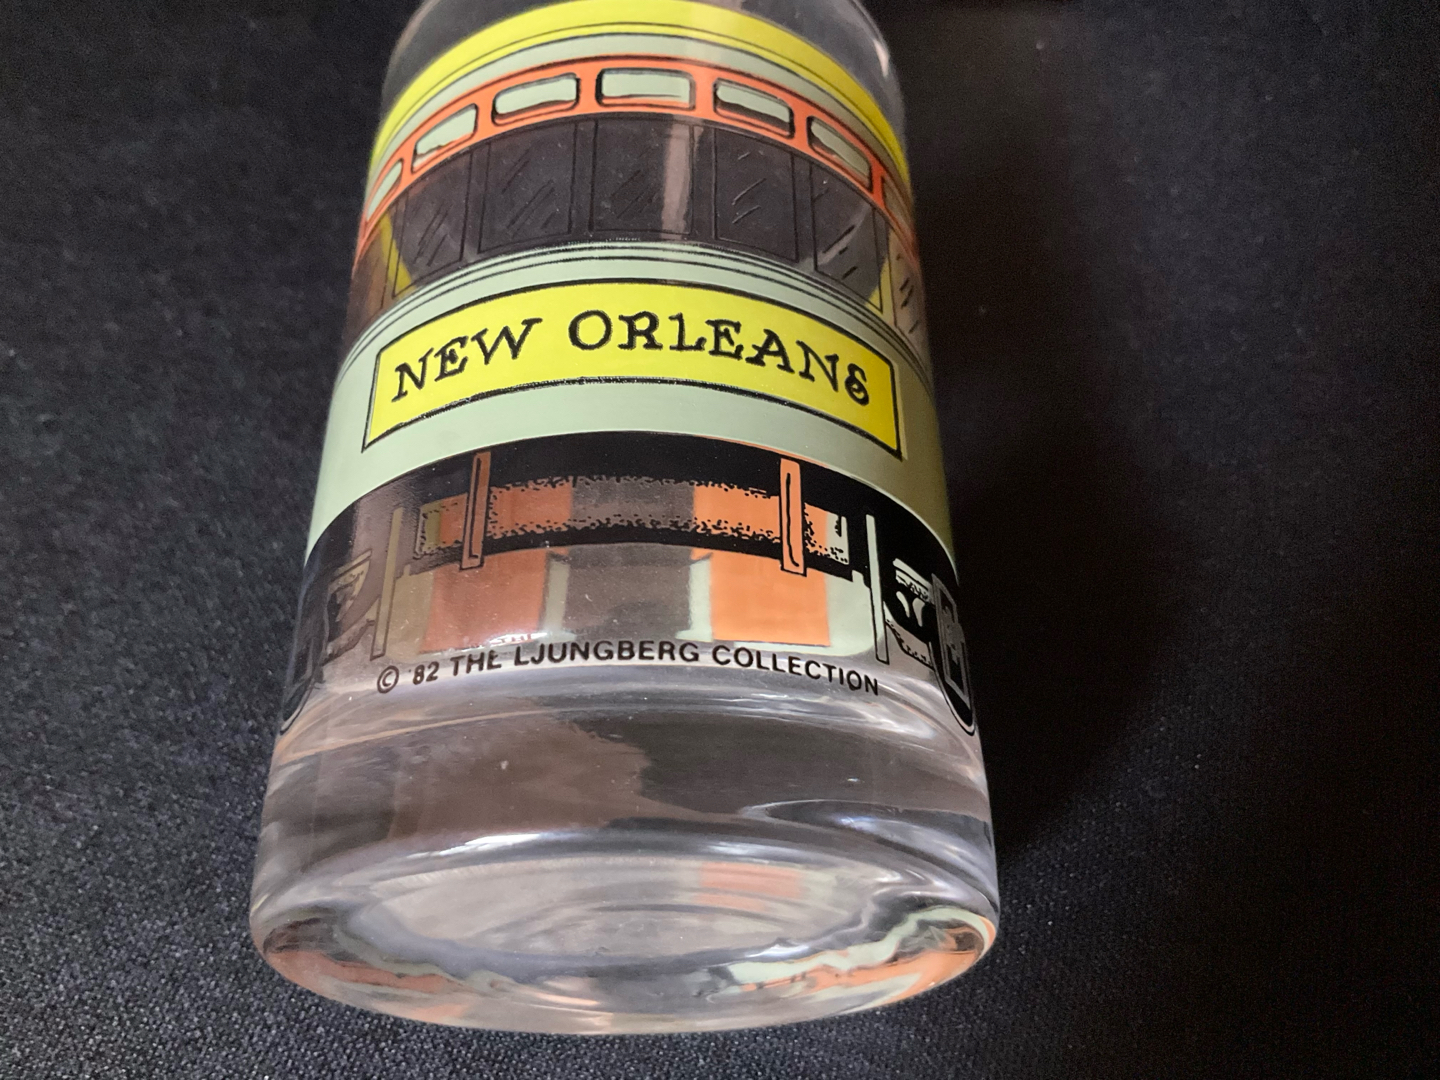 NEW ORLEANS
© '82 THE LJUNGBERG COLLECTION